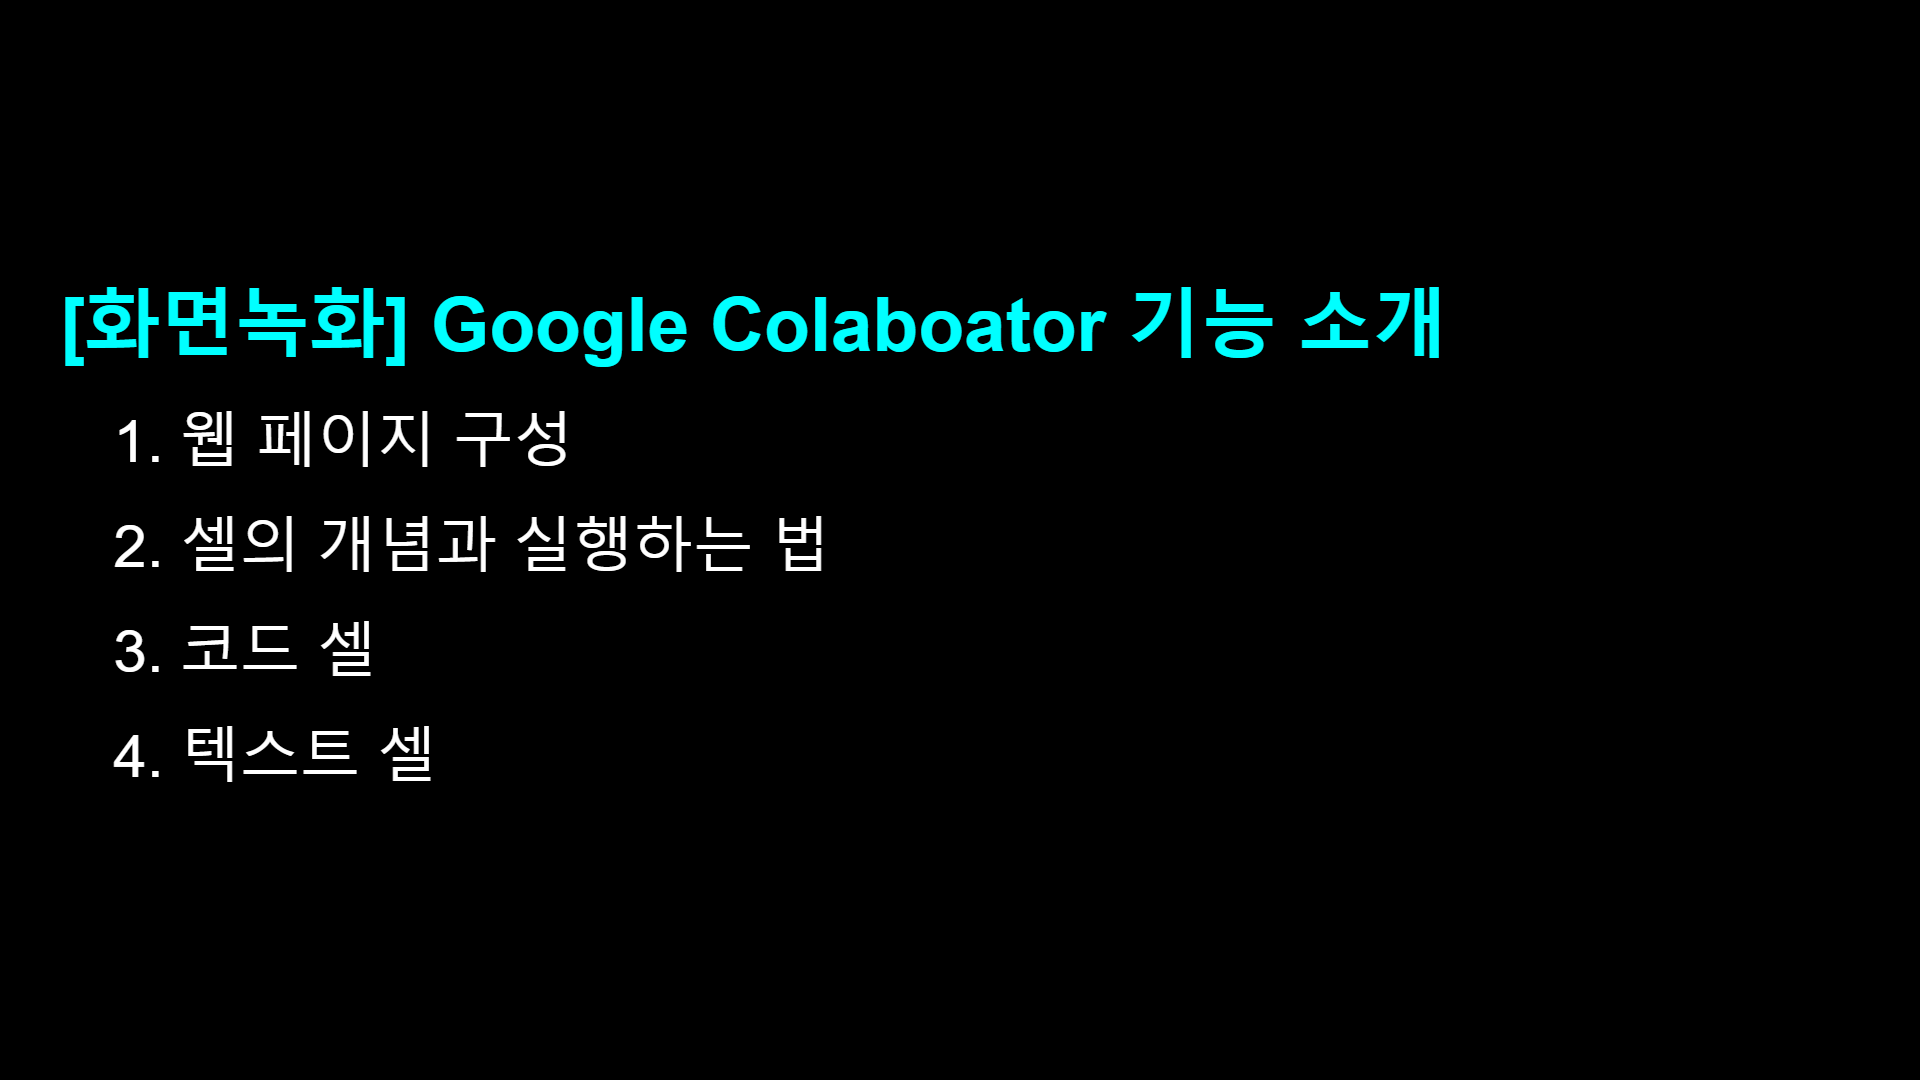 [화면녹화] Google Colaboator 기능 소개
1. 웹 페이지 구성
2. 셀의 개념과 실행하는 법
3. 코드 셀
4. 텍스트 셀